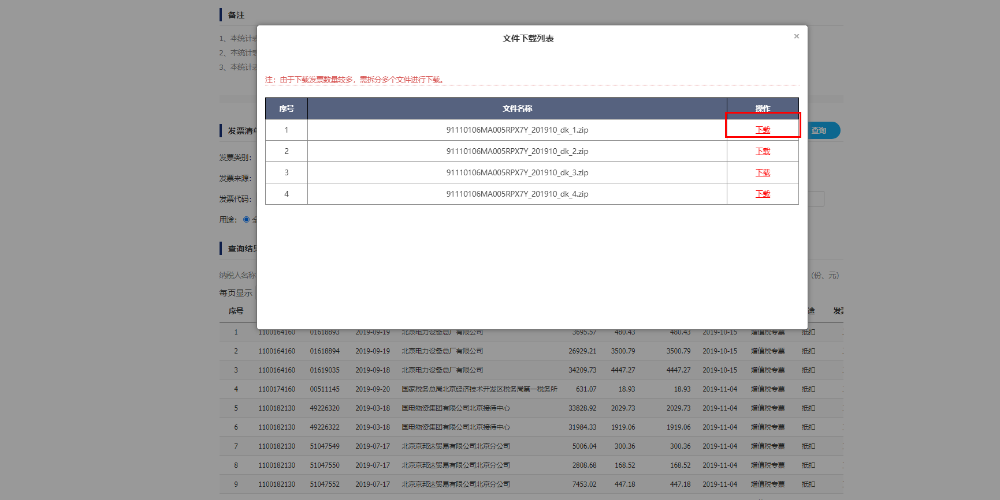 备注
1、本统计表
2、本统计表
3、本统计表
文件下载列表
×
注：由于下载发票数量较多，需拆分多个文件进行下载。
序号 文件名称 操作
1 91110106MA005RPX7Y_201910_dk_1.zip 下载
2 91110106MA005RPX7Y_201910_dk_2.zip 下载
3 91110106MA005RPX7Y_201910_dk_3.zip 下载
4 91110106MA005RPX7Y_201910_dk_4.zip 下载
发票清单
查询
发票类别：
发票来源：
发票代码：
用途： 全
查询结果
纳税人名称 (份、元)
每页显示
序号 途 发票
1 1100164160 01618893 2019-09-19 北京电力设备总厂有限公司 3695.57 480.43 480.43 2019-10-15 增值税专票 抵扣
2 1100164160 01618894 2019-09-19 北京电力设备总厂有限公司 26929.21 3500.79 3500.79 2019-10-15 增值税专票 抵扣
3 1100164160 01619035 2019-09-18 北京电力设备总厂有限公司 34209.73 4447.27 4447.27 2019-10-15 增值税专票 抵扣
4 1100174160 00511145 2019-09-20 国家税务总局北京经济技术开发区税务局第一税务所 631.07 18.93 18.93 2019-11-04 增值税专票 抵扣
5 1100182130 49226320 2019-03-18 国电物资集团有限公司北京接待中心 33828.92 2029.73 2029.73 2019-11-04 增值税专票 抵扣
6 1100182130 49226322 2019-03-18 国电物资集团有限公司北京接待中心 31984.33 1919.06 1919.06 2019-11-04 增值税专票 抵扣
7 1100182130 51047549 2019-07-17 北京京邦达贸易有限公司北京分公司 5006.04 300.36 300.36 2019-11-04 增值税专票 抵扣
8 1100182130 51047550 2019-07-17 北京京邦达贸易有限公司北京分公司 2808.68 168.52 168.52 2019-11-04 增值税专票 抵扣
9 1100182130 51047552 2019-07-17 北京京邦达贸易有限公司北京分公司 7453.02 447.18 447.18 2019-11-04 增值税专票 抵扣